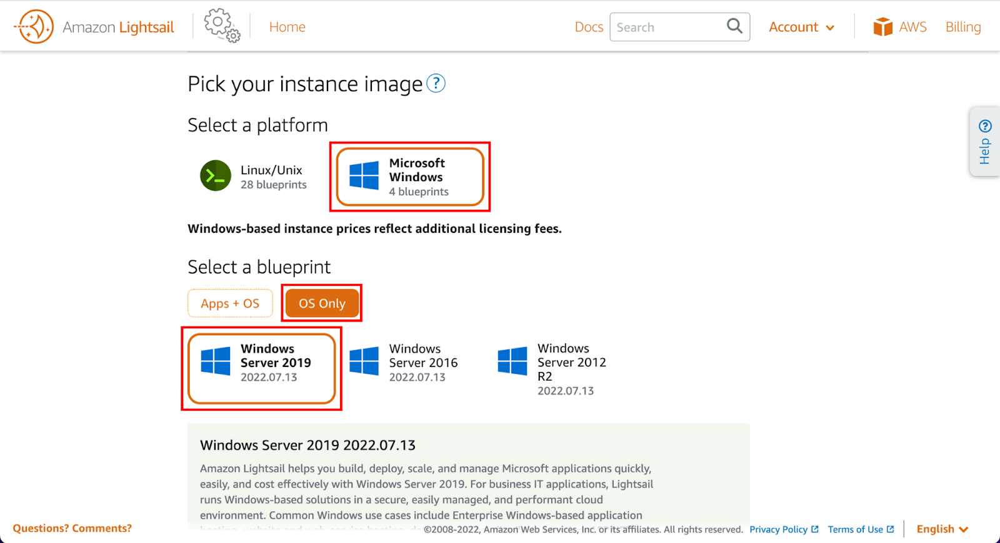 Amazon Lightsail
Home
Docs
Search
Account
AWS
Billing
Pick your instance image ?
Select a platform
Linux/Unix
28 blueprints
Microsoft
Windows
4 blueprints
Help
Windows-based instance prices reflect additional licensing fees.
Select a blueprint
Apps + OS
OS Only
Windows
Server 2019
2022.07.13
Windows
Server 2016
2022.07.13
Windows
Server 2012
R2
2022.07.13
Windows Server 2019 2022.07.13
Amazon Lightsail helps you build, deploy, scale, and manage Microsoft applications quickly,
easily, and cost effectively with Windows Server 2019. For business IT applications, Lightsail
runs Windows-based solutions in a secure, easily managed, and performant cloud
environment. Common Windows use cases include Enterprise Windows-based application
Questions? Comments?
©2008-2022, Amazon Web Services, Inc. or its affiliates. All rights reserved.
Privacy Policy
Terms of Use
English